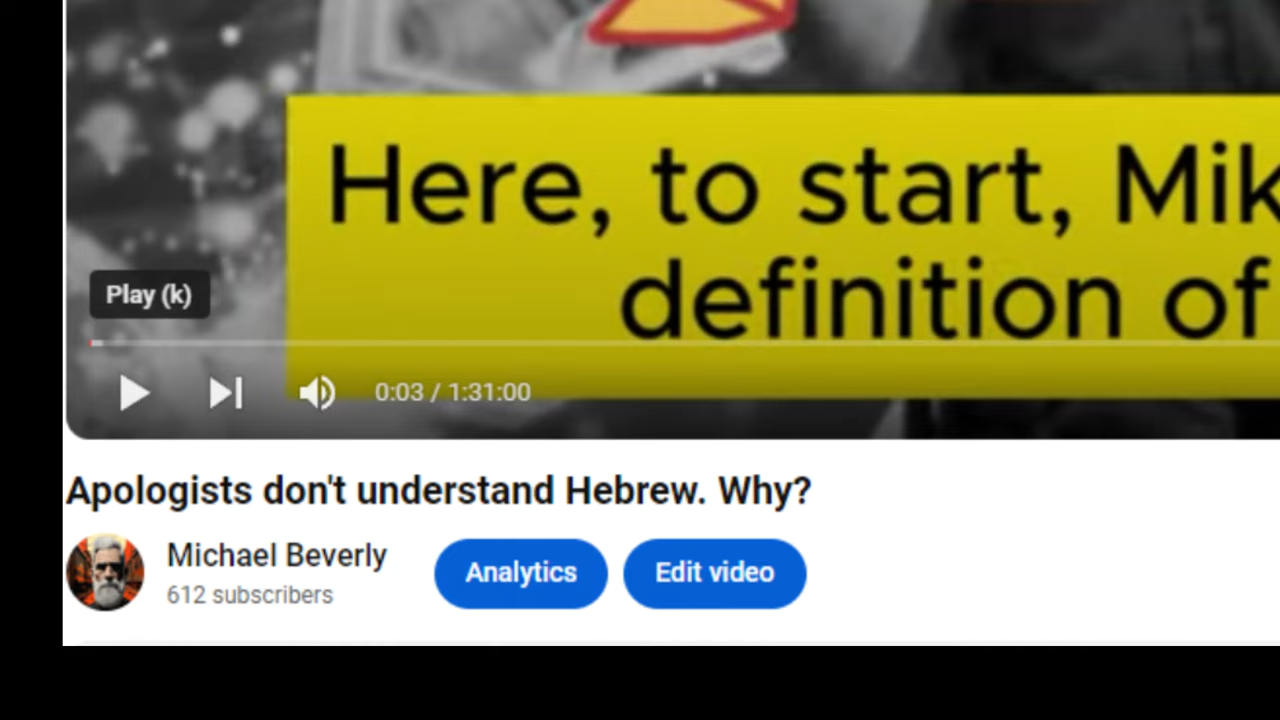 Here, to start,
definition of
Play (k)
0:03 / 1:31:00
Apologists don't understand Hebrew. Why?
Michael Beverly
612 subscribers
Analytics
Edit video